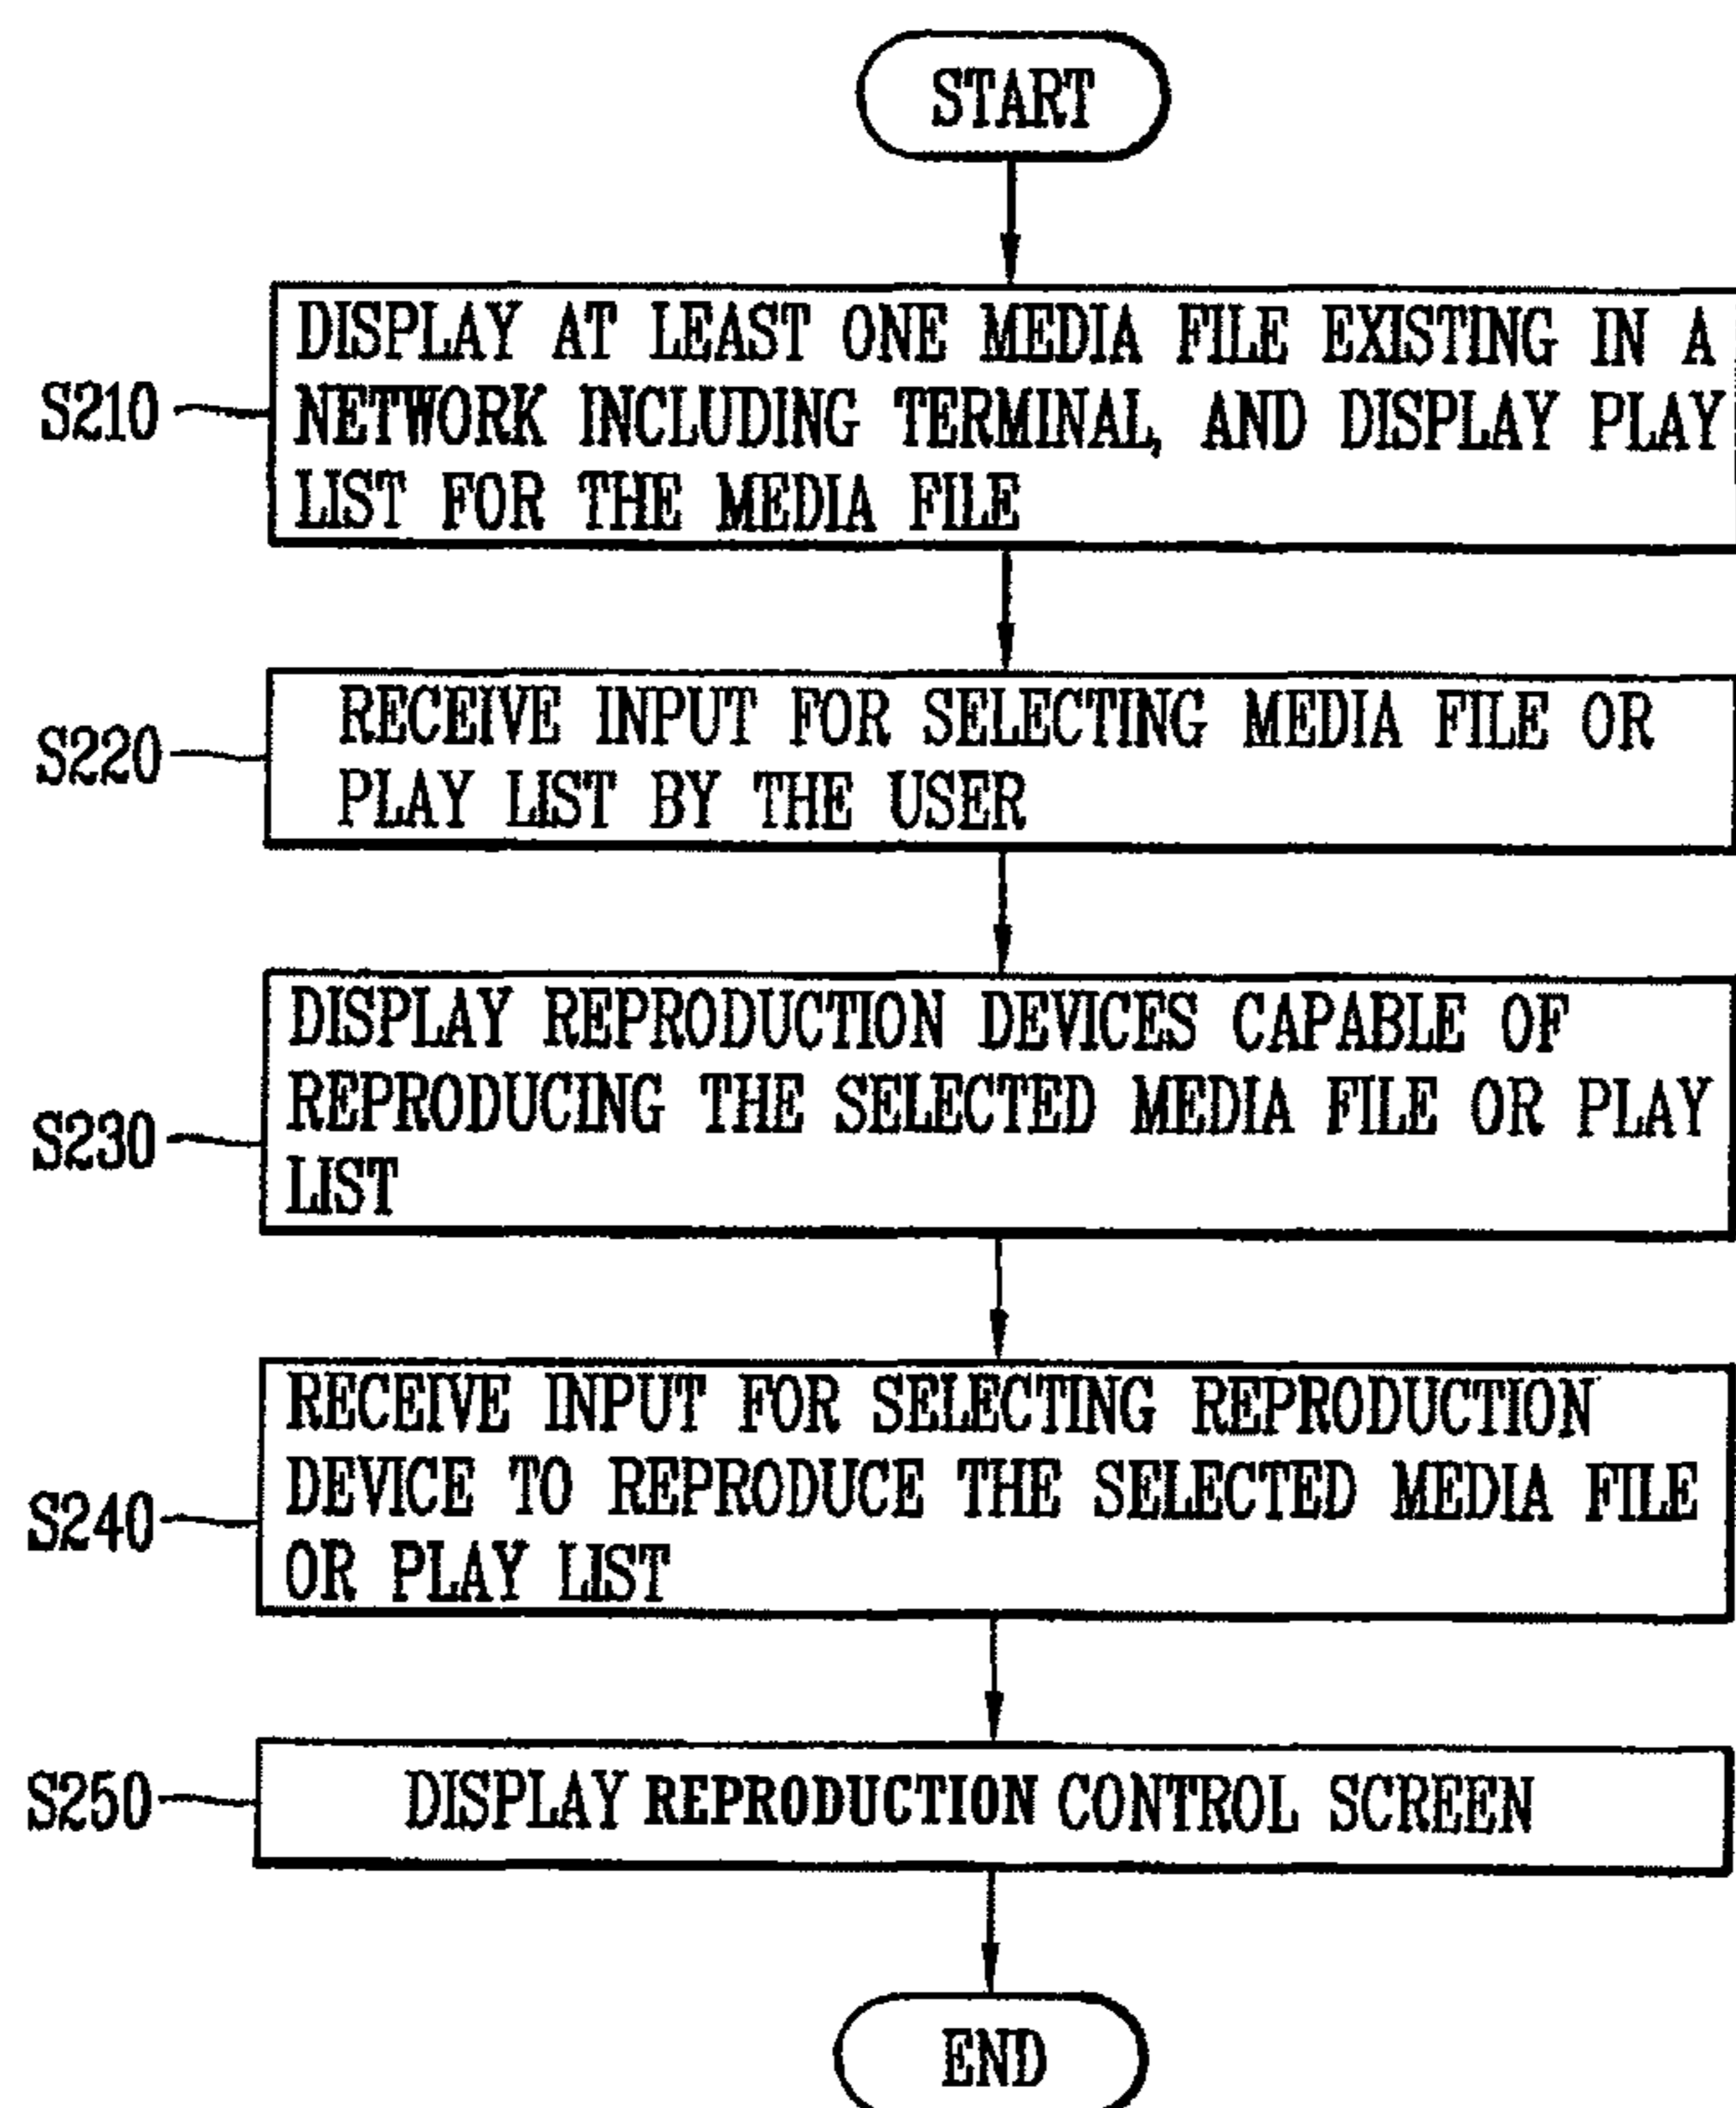 START
S210
DISPLAY AT LEAST ONE MEDIA FILE EXISTING IN A
NETWORK INCLUDING TERMINAL, AND DISPLAY PLAY
LIST FOR THE MEDIA FILE
S220
RECEIVE INPUT FOR SELECTING MEDIA FILE OR
PLAY LIST BY THE USER
S230
DISPLAY REPRODUCTION DEVICES CAPABLE OF
REPRODUCING THE SELECTED MEDIA FILE OR PLAY
LIST
S240
RECEIVE INPUT FOR SELECTING REPRODUCTION
DEVICE TO REPRODUCE THE SELECTED MEDIA FILE
OR PLAY LIST
S250
DISPLAY REPRODUCTION CONTROL SCREEN
END